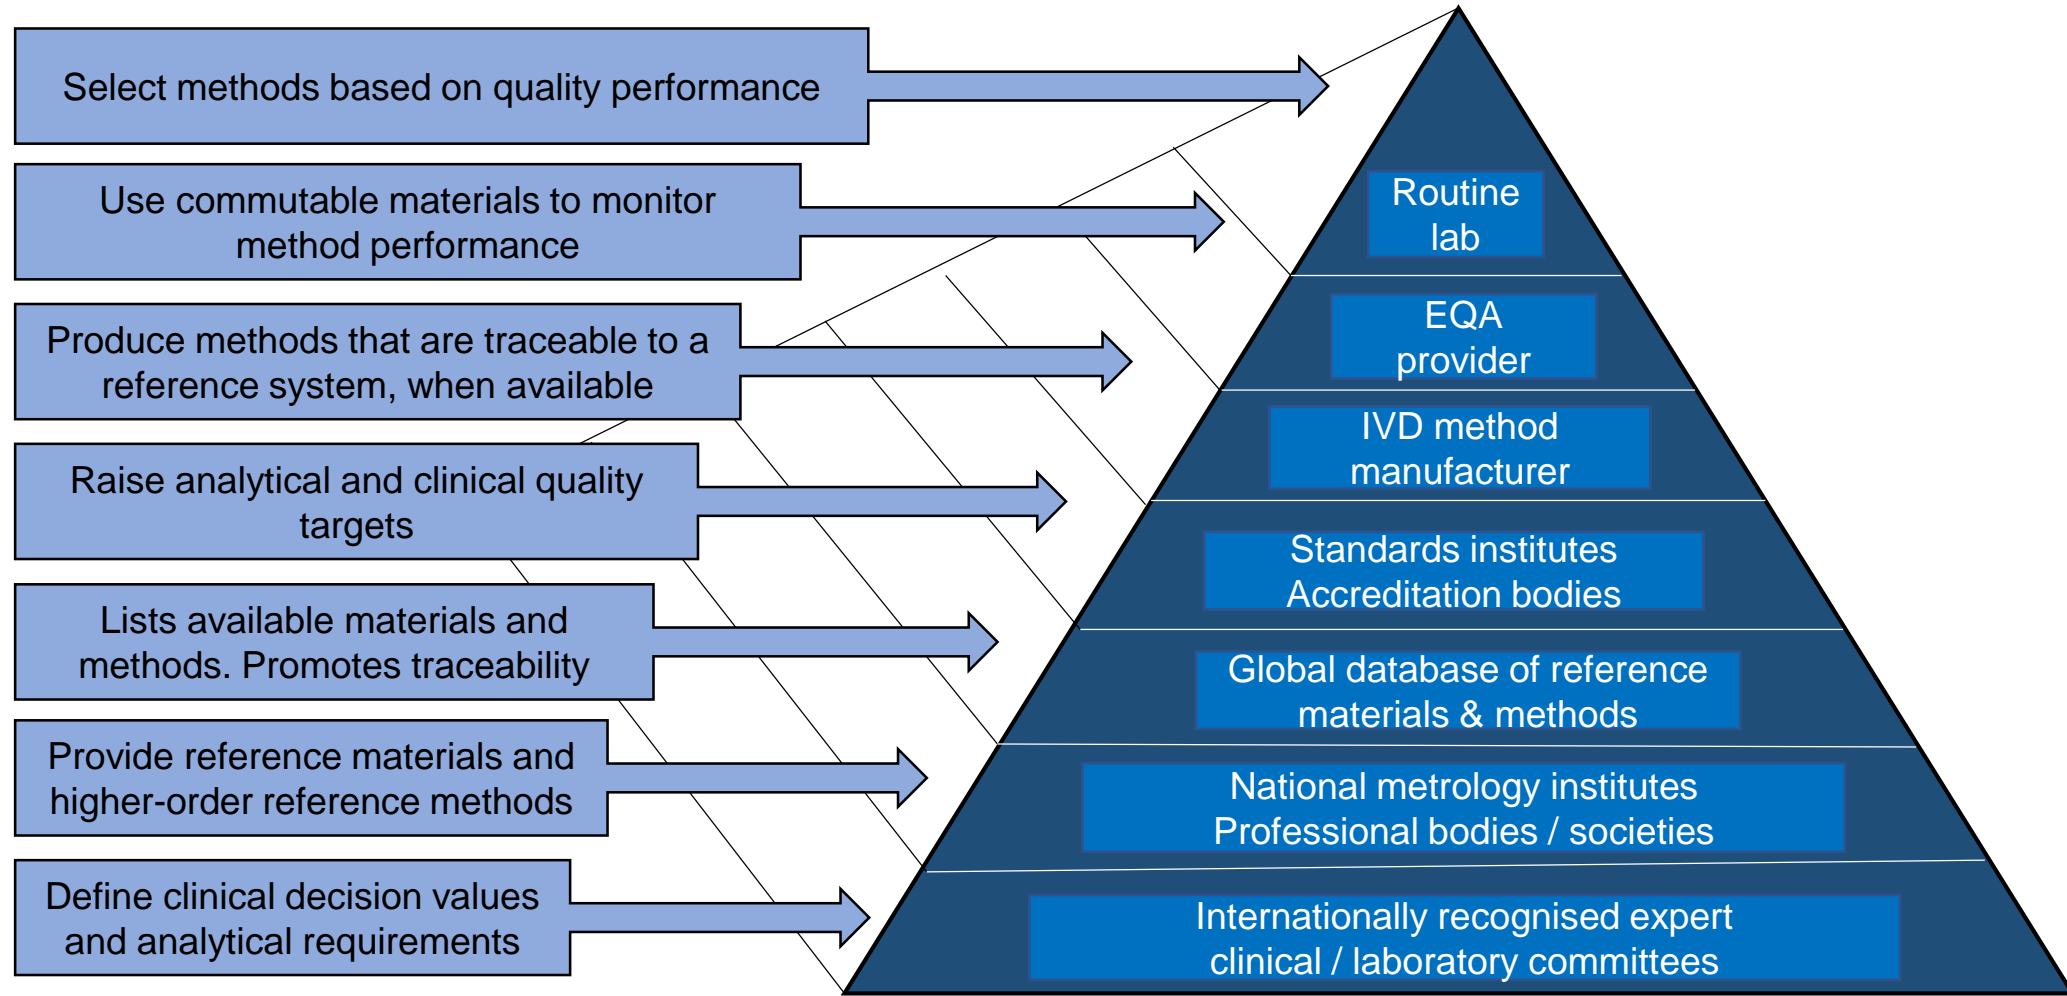 Select methods based on quality performance
Use commutable materials to monitor
method performance
Produce methods that are traceable to a
reference system, when available
Raise analytical and clinical quality
targets
Lists available materials and
methods. Promotes traceability
Provide reference materials and
higher-order reference methods
Define clinical decision values
and analytical requirements
Routine
lab
EQA
provider
IVD method
manufacturer
Standards institutes
Accreditation bodies
Global database of reference
materials & methods
National metrology institutes
Professional bodies / societies
Internationally recognised expert
clinical / laboratory committees